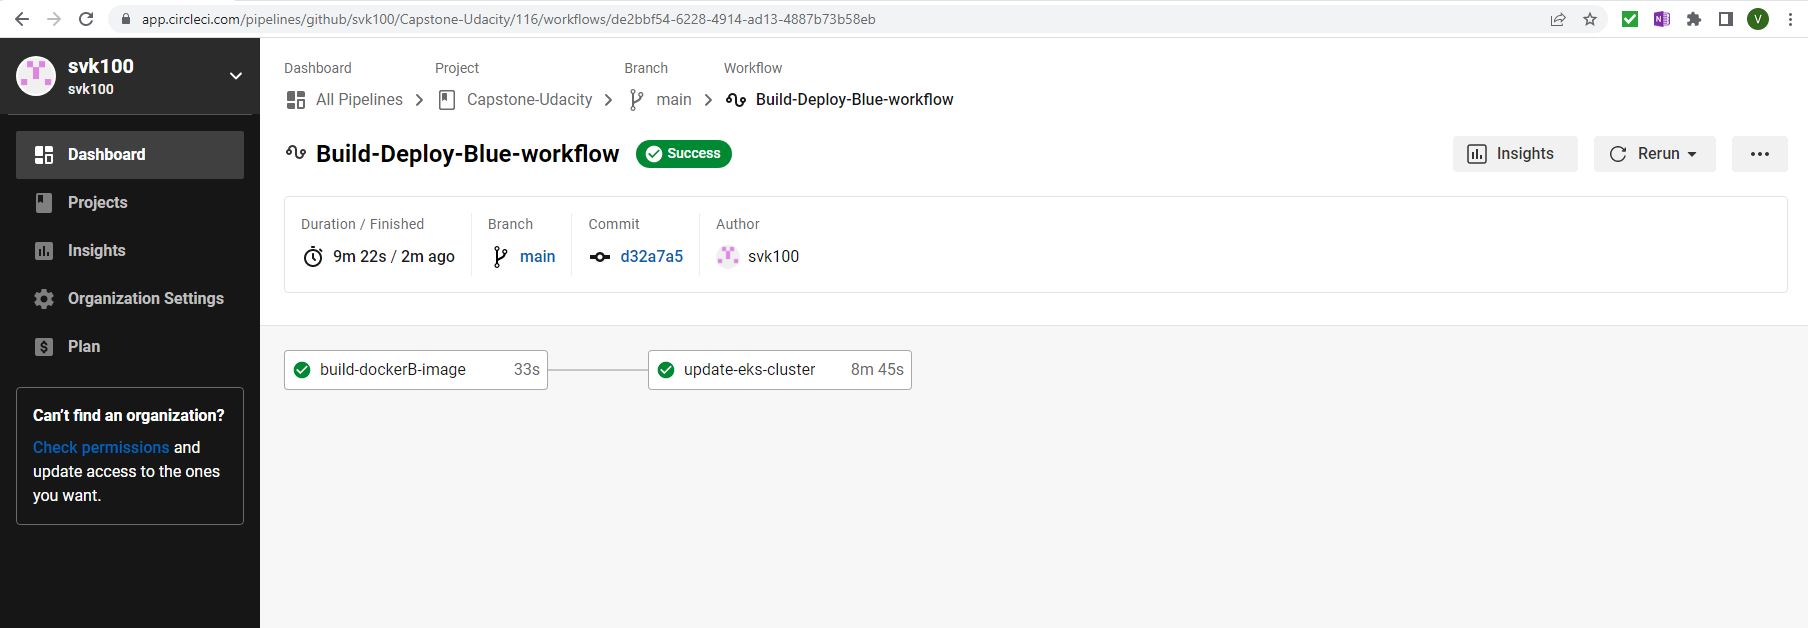 app.circleci.com/pipelines/github/svk100/Capstone-Udacity/116/workflows/de2bbf54-6228-4914-ad13-4887b73b58eb
N
V
svk100
svk100
Dashboard
Projects
Insights
Organization Settings
$ Plan
Can't find an organization?
Check permissions and
update access to the ones
you want.
Dashboard Project Branch Workflow
All Pipelines Capstone-Udacity main Build-Deploy-Blue-workflow
Build-Deploy-Blue-workflow Success Insights Rerun
Duration / Finished Branch Commit Author
9m 22s / 2m ago main d32a7a5 svk100
build-dockerB-image 33s update-eks-cluster 8m 45s